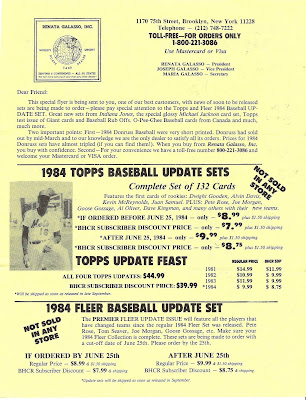 RENATA GALASSO, INC.
1170 75th Street, Brooklyn, New York 11228
Telephone — (212) 748-7222
TOLL-FREE—FOR ORDERS ONLY
1-800-221-3086
Use Mastercard or Visa
RENATA GALASSO — President
JOSEPH GALASSO — Vice President
MARIA GALASSO — Secretary
Dear Friend:
This special flyer is being sent to you, one of our best customers, with news of soon to be released
sets being made to order—please pay special attention to the Topps and Fleer 1984 Baseball UP-
DATE SET. Great new sets from Indiana Jones, the special glossy Michael Jackson card set, Topps
test issue of Giant cards and Baseball Rub Offs, O-Pee-Chee Baseball cards from Canada and much,
much more.
Two important points: First — 1984 Donruss Baseball were very short printed. Donruss had sold
out by mid-March and to our knowledge we are the only dealer to satisfy all its orders. Prices for 1984
Donruss sets have almost tripled (if you can find them!!). When you buy from Renata Galasso, Inc.
you buy with confidence. Second—For your convenience we have a toll-free number 800-221-3086 and
welcome your Mastercard or VISA order.
1984 TOPPS BASEBALL UPDATE SETS
Complete Set of 132 Cards
NOT SOLD IN ANY STORE
Features the first cards of rookies; Dwight Gooden, Alvin Davis,
Kevin McReynolds, Juan Samuel, PLUS: Pete Rose, Joe Morgan,
Goose Gossage, Al Oliver, Dave Kingman, and many others with their new teams.
*IF ORDERED BEFORE JUNE 25, 1984 — only — $8.99 plus $1.50 shipping
*BHCR SUBSCRIBER DISCOUNT PRICE — only — $7.99 plus $1.50 shipping
*AFTER JUNE 25, 1984 — only — $9.99 plus $1.50 shipping
*BHCR SUBSCRIBER DISCOUNT PRICE — only — $8.75 plus $1.50 shipping
TOPPS UPDATE FEAST
REGULAR PRICE BHCR SUP
ALL FOUR TOPPS UPDATES: $44.99
BHCR SUBSCRIBER DISCOUNT PRICE: $39.99
1981 $14.99 $11.99
1982 $10.99 $ 9.99
1983 $11.99 $ 9.99
*1984 $ 9.99 $ 8.75
*Will be shipped as soon as released in late September.
1984 FLEER BASEBALL UPDATE SET
NOT SOLD IN ANY STORE
The PREMIER FLEER UPDATE ISSUE will feature all the players that
have changed teams since the regular 1984 Fleer Set was released. Pete
Rose, Tom Seaver, Joe Morgan, Goose Gossage, etc. Make sure your
1984 Fleer Collection is complete. These sets are being made to order with
a cut-off date of June 25th. Please order by the 25th.
IF ORDERED BY JUNE 25th
Regular Price — $8.99 & $1.50 shipping
BHCR Subscriber Discount — $7.99 & shipping
AFTER JUNE 25th
Regular Price — $9.99 & $1.50 shipping
BHCR Subscriber Discount — $8.75 & shipping
*Update sets will be shipped as soon as released in September.